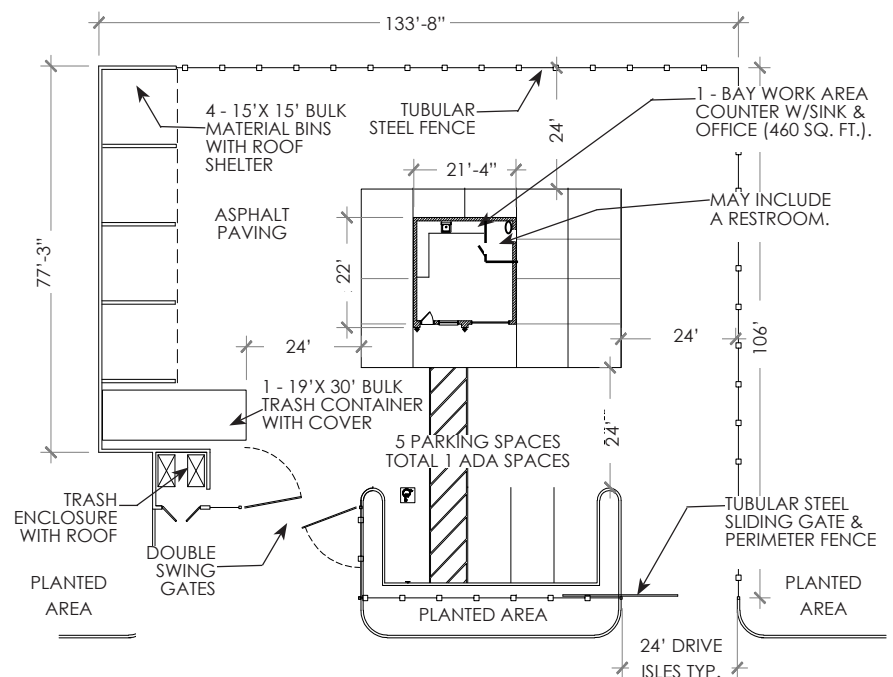 133'-8"
4 - 15'X 15' BULK
MATERIAL BINS
WITH ROOF
SHELTER
TUBULAR
STEEL FENCE
24'
1 - BAY WORK AREA
COUNTER W/SINK &
OFFICE (460 SQ. FT.).
21'-4"
MAY INCLUDE
A RESTROOM.
ASPHALT
PAVING
77'-3"
22'
24'
24'
106'
1 - 19'X 30' BULK
TRASH CONTAINER
WITH COVER
24'
5 PARKING SPACES
TOTAL 1 ADA SPACES
TRASH
ENCLOSURE
WITH ROOF
DOUBLE
SWING
GATES
TUBULAR STEEL
SLIDING GATE &
PERIMETER FENCE
PLANTED
AREA
PLANTED AREA
PLANTED
AREA
24' DRIVE
ISLES TYP.